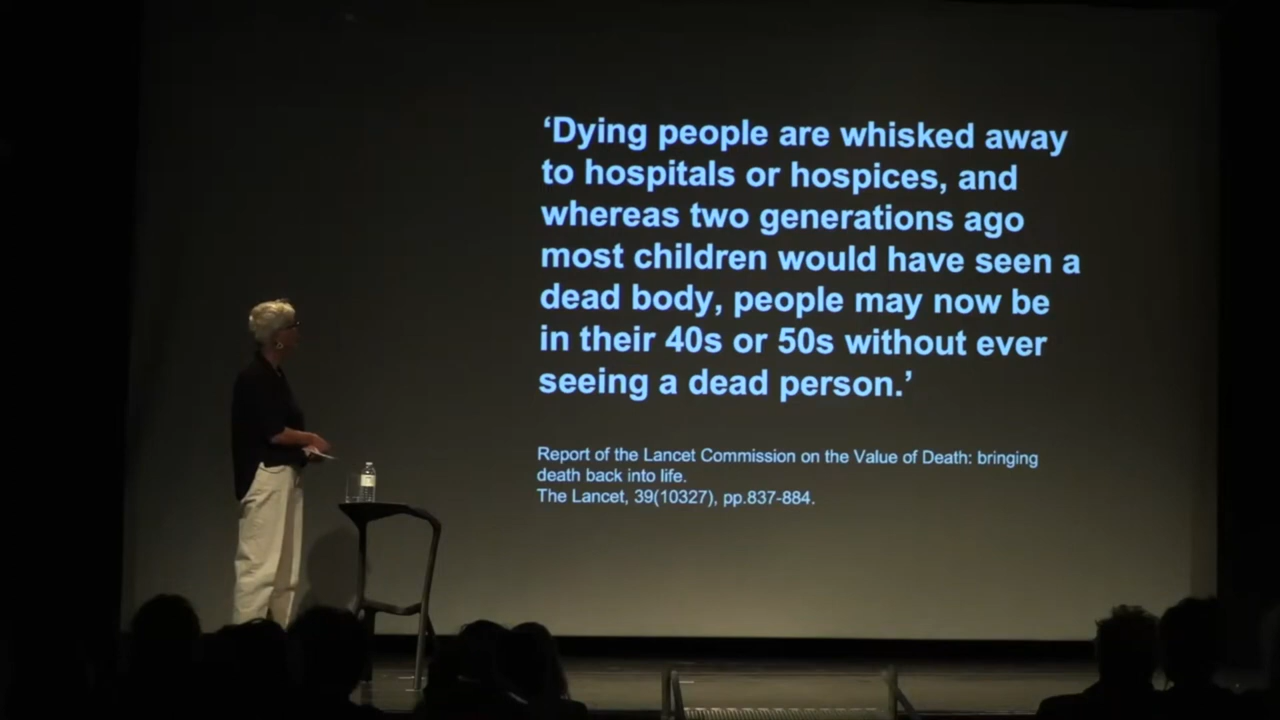 ‘Dying people are whisked away
to hospitals or hospices, and
whereas two generations ago
most children would have seen a
dead body, people may now be
in their 40s or 50s without ever
seeing a dead person.’
Report of the Lancet Commission on the Value of Death: bringing
death back into life.
The Lancet, 39(10327), pp.837-884.